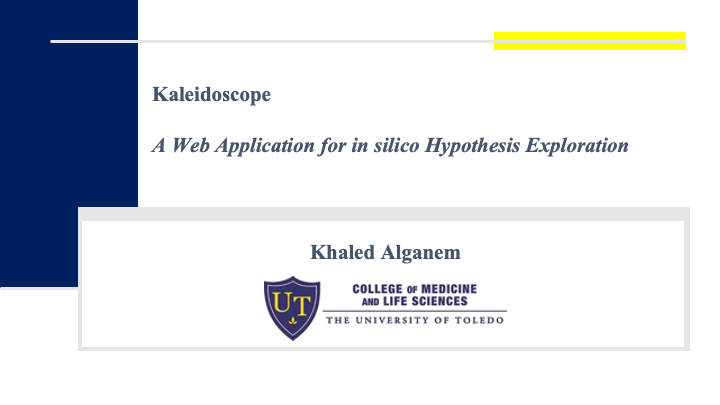 Kaleidoscope
A Web Application for in silico Hypothesis Exploration
Khaled Alganem
UT
COLLEGE OF MEDICINE
AND LIFE SCIENCES
THE UNIVERSITY OF TOLEDO